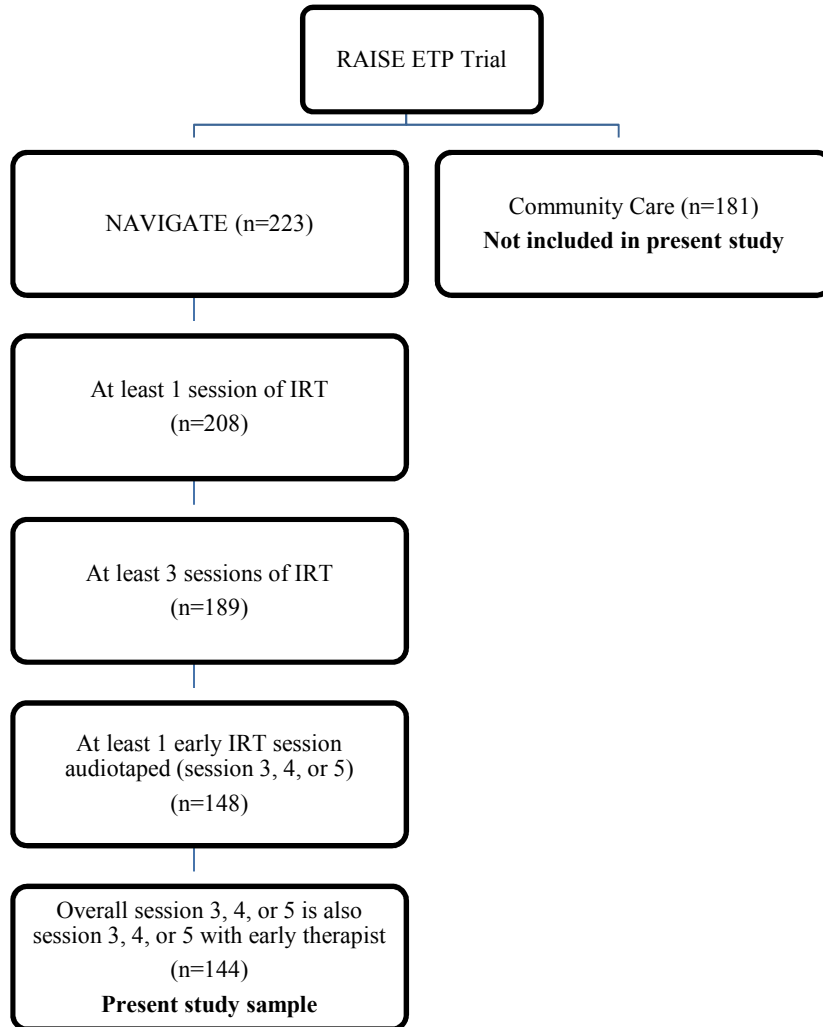 RAISE ETP Trial
NAVIGATE (n=223)
Community Care (n=181)
Not included in present study
At least 1 session of IRT
(n=208)
At least 3 sessions of IRT
(n=189)
At least 1 early IRT session
audiotaped (session 3, 4, or 5)
(n=148)
Overall session 3, 4, or 5 is also
session 3, 4, or 5 with early therapist
(n=144)
Present study sample